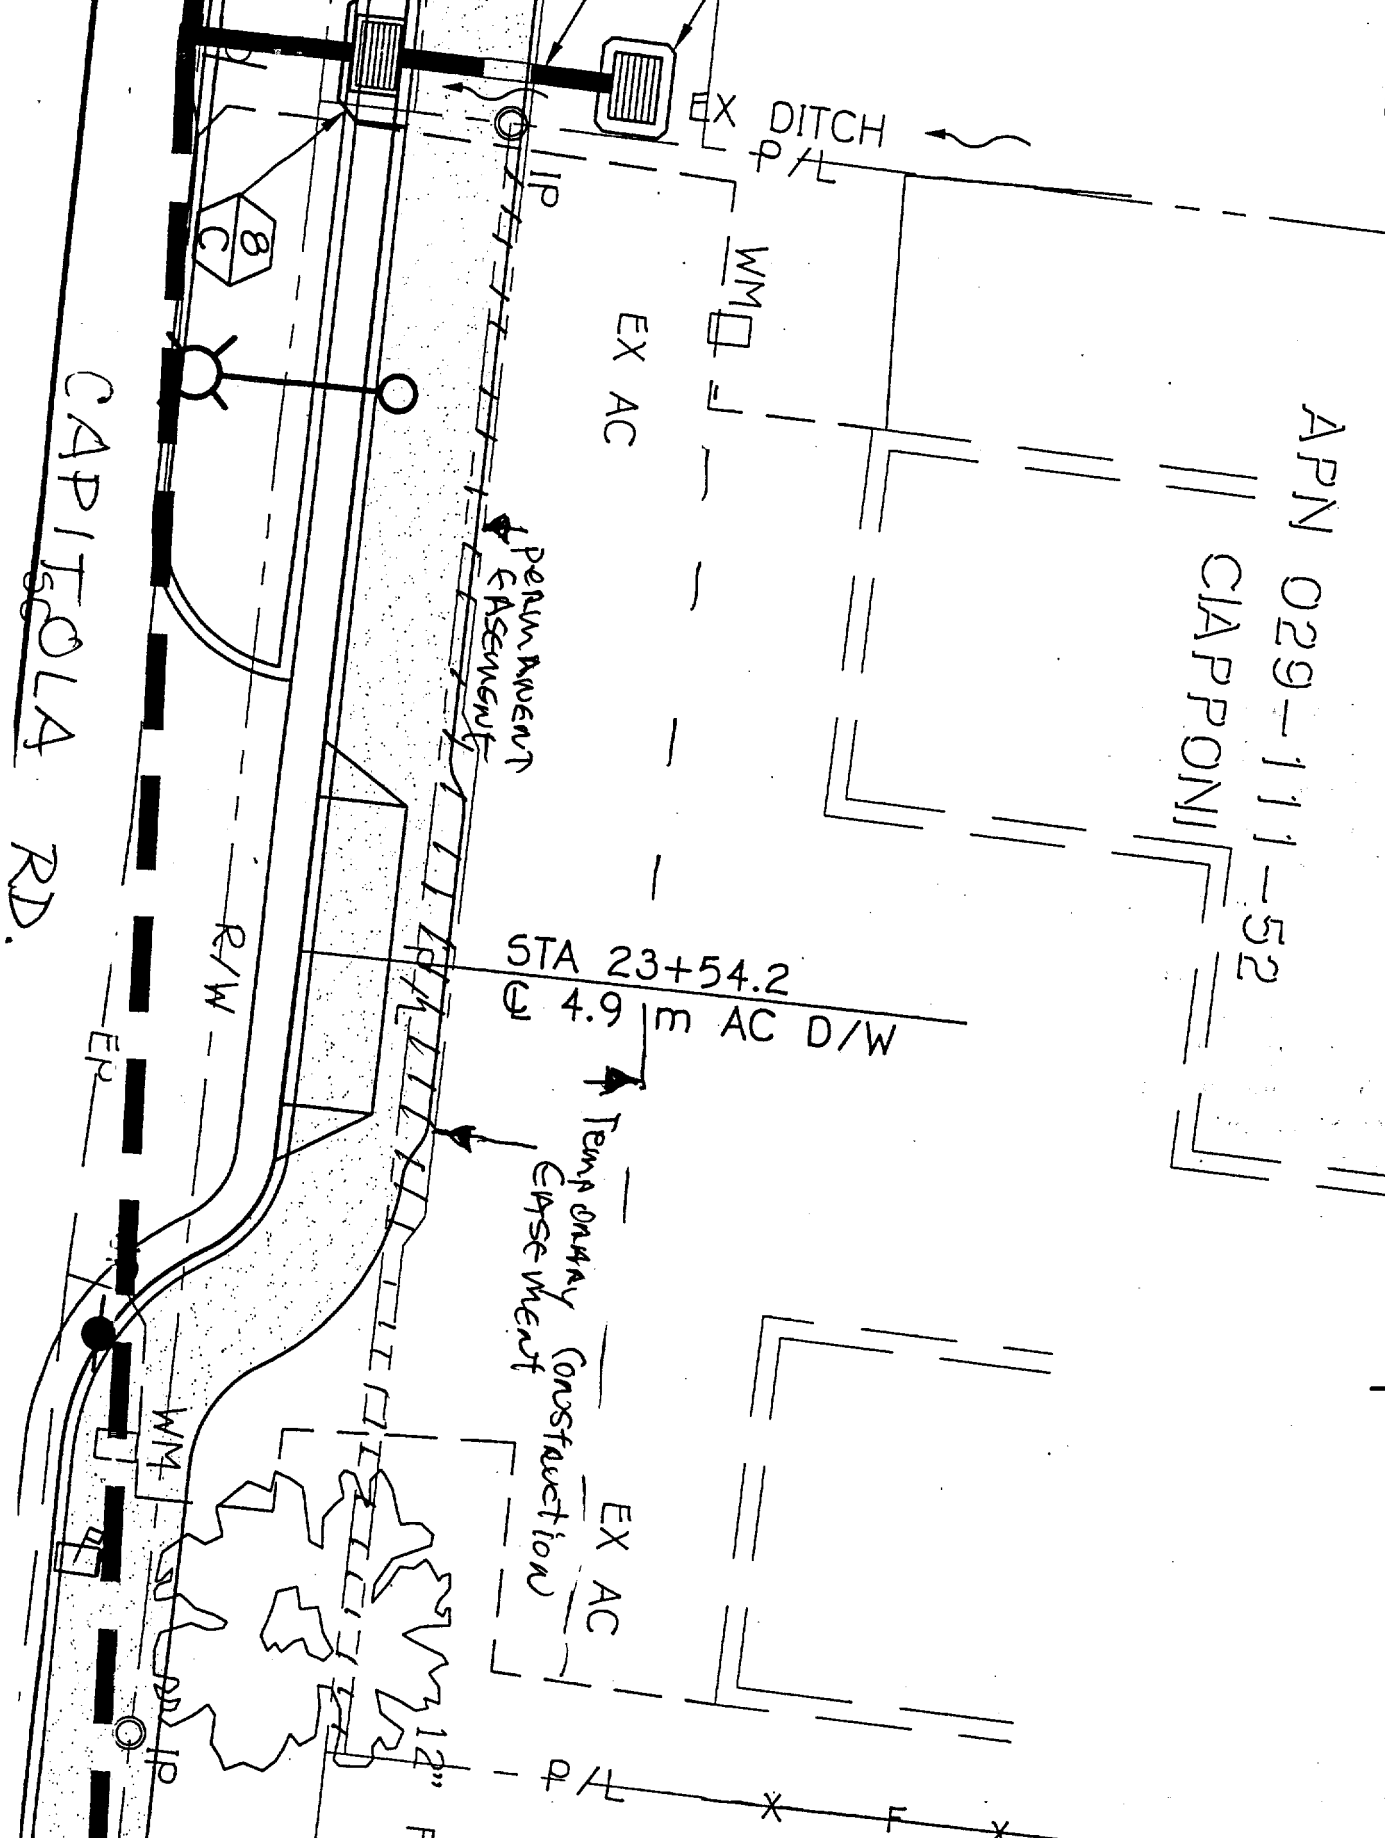 EX DITCH
P/L
IP
8
C
WM
EX AC
APN 029-111-52
CIAPPONI
CAPITOLA RD.
PERMANENT
EASEMENT
R/W
P/L
STA 23+54.2
℄ 4.9 m AC D/W
EP
Temporary Construction
EASEMENT
WM
EX AC
IP
12"
P/L
X
F
X